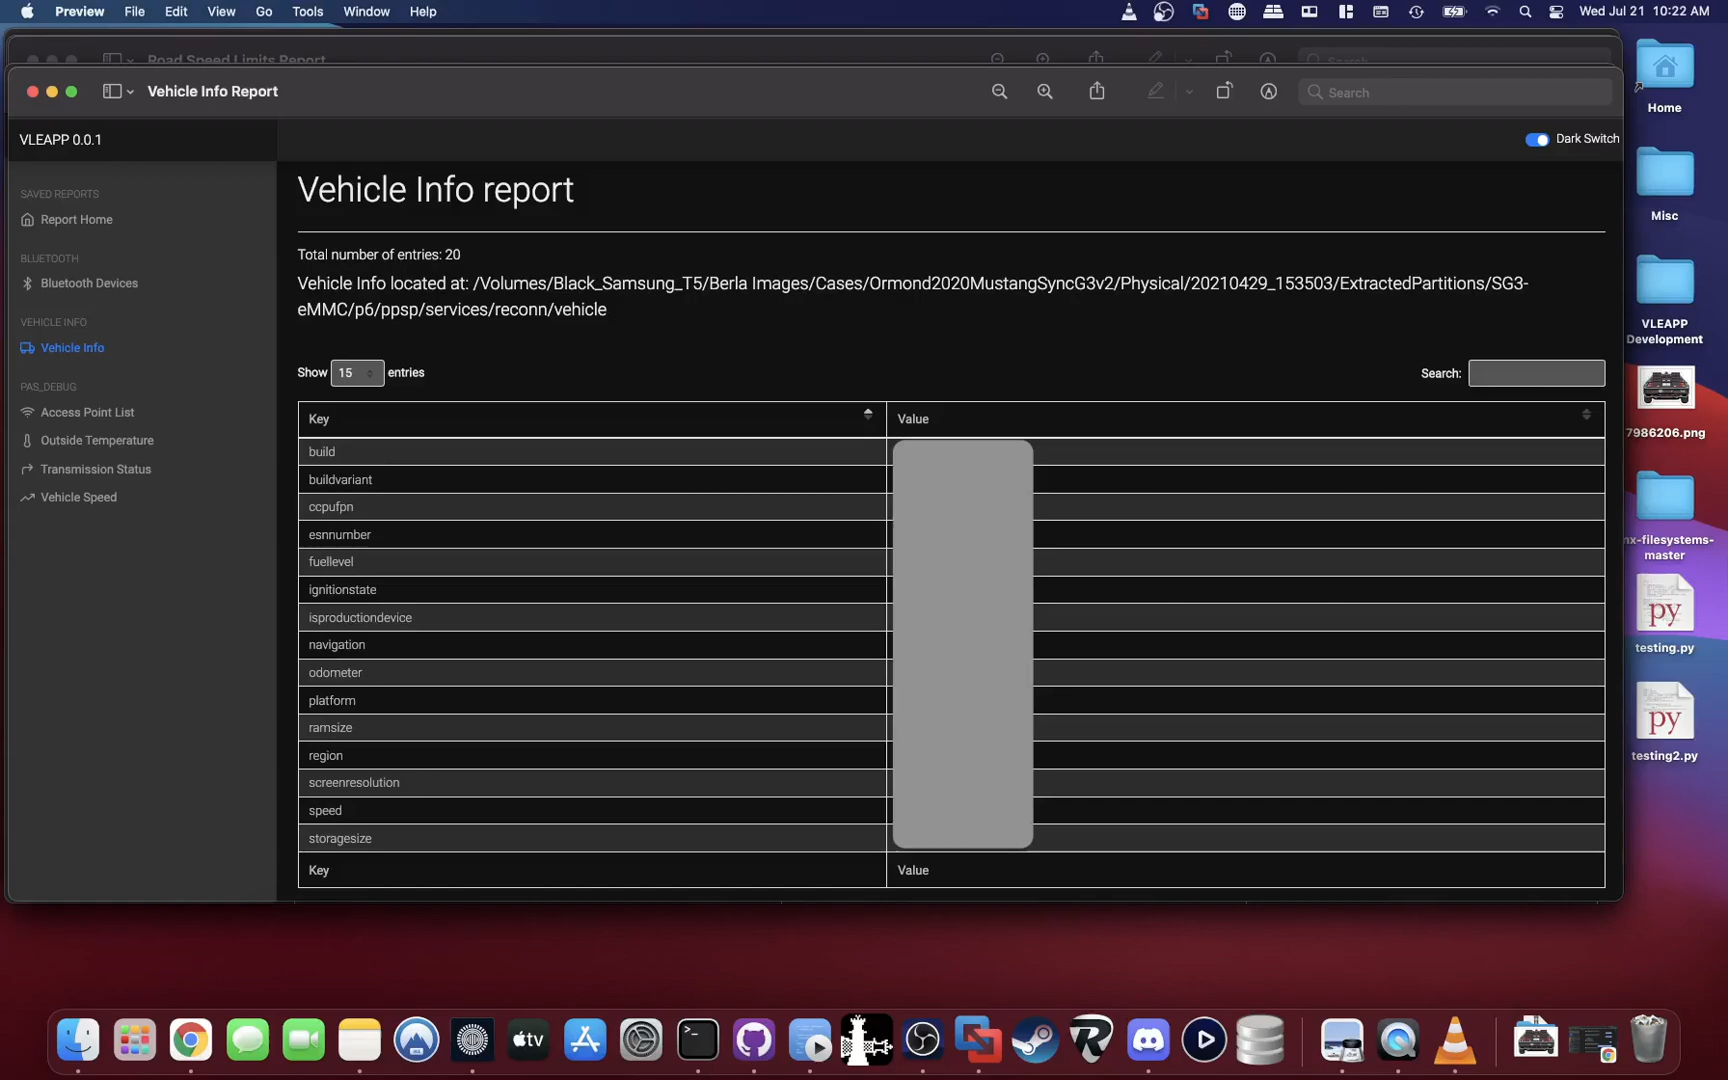 Preview File Edit View Go Tools Window Help
Wed Jul 21 10:22 AM
Road Speed Limits Report
Search
Vehicle Info Report
Search
VLEAPP 0.0.1
Dark Switch
SAVED REPORTS
Report Home
BLUETOOTH
Bluetooth Devices
VEHICLE INFO
Vehicle Info
PAS_DEBUG
Access Point List
Outside Temperature
Transmission Status
Vehicle Speed
Vehicle Info report
Total number of entries: 20
Vehicle Info located at: /Volumes/Black_Samsung_T5/Berla Images/Cases/Ormond2020MustangSyncG3v2/Physical/20210429_153503/ExtractedPartitions/SG3-
eMMC/p6/ppsp/services/reconn/vehicle
Show 15 entries
Search:
Key Value
build
buildvariant
ccpufpn
esnnumber
fuellevel
ignitionstate
isproductiondevice
navigation
odometer
platform
ramsize
region
screenresolution
speed
storagesize
Key Value
Home
Misc
VLEAPP
Development
7986206.png
nx-filesystems-
master
py
testing.py
py
testing2.py
tv